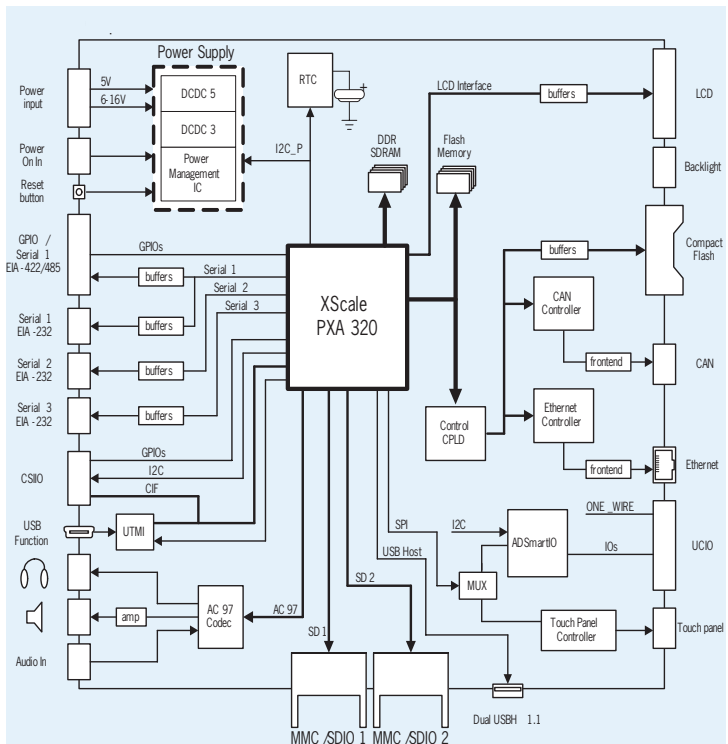 Power Supply
Power
input
5V
6-16V
DCDC 5
DCDC 3
Power
Management
IC
Power
On In
Reset
button
RTC
+
I2C_P
LCD Interface
buffers
LCD
DDR
SDRAM
Flash
Memory
Backlight
GPIO /
Serial 1
EIA-422/485
GPIOs
buffers
Serial 1
Serial 2
Serial 3
XScale
PXA 320
buffers
Compact
Flash
CAN
Controller
Serial 1
EIA-232
buffers
Serial 2
EIA-232
buffers
frontend
CAN
Serial 3
EIA-232
buffers
Control
CPLD
Ethernet
Controller
CSIIO
GPIOs
I2C
CIF
frontend
Ethernet
USB
Function
UTMI
SPI
I2C
ADSmartIO
ONE_WIRE
IOs
UCIO
USB Host
SD 2
MUX
amp
AC 97
Codec
AC 97
SD 1
Touch Panel
Controller
Touch panel
Audio In
MMC /SDIO 1
MMC /SDIO 2
Dual USBH 1.1